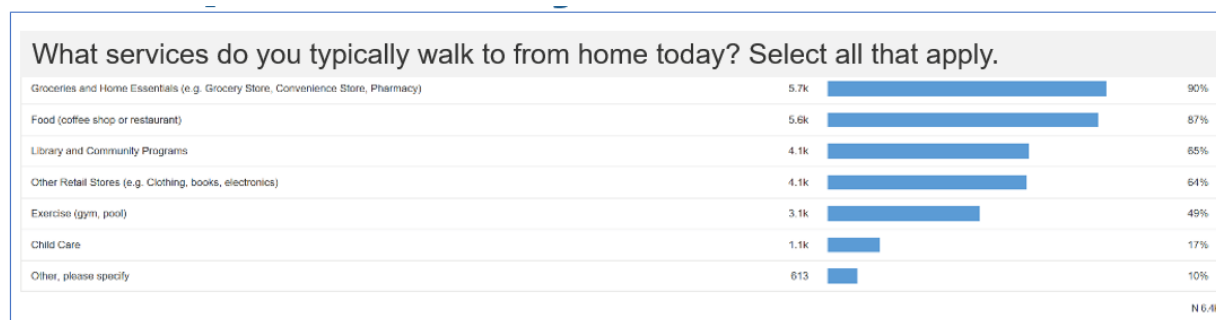 What services do you typically walk to from home today? Select all that apply.
Groceries and Home Essentials (e.g. Grocery Store, Convenience Store, Pharmacy) 5.7k 90%
Food (coffee shop or restaurant) 5.6k 87%
Library and Community Programs 4.1k 65%
Other Retail Stores (e.g. Clothing, books, electronics) 4.1k 64%
Exercise (gym, pool) 3.1k 49%
Child Care 1.1k 17%
Other, please specify 613 10%
N 6.4k